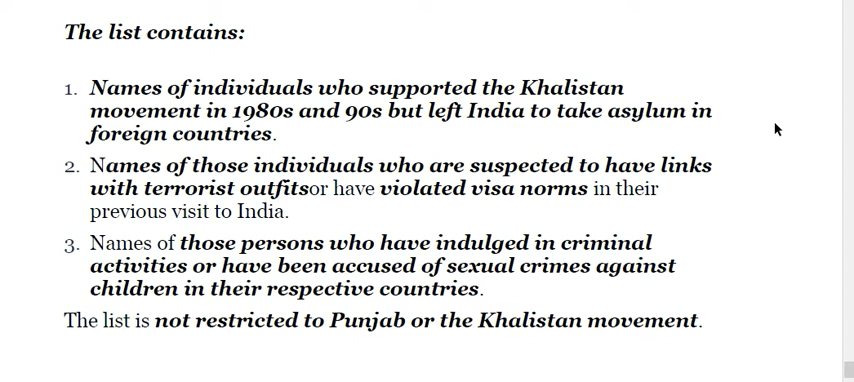 The list contains:
1. Names of individuals who supported the Khalistan
movement in 1980s and 90s but left India to take asylum in
foreign countries.
2. Names of those individuals who are suspected to have links
with terrorist outfitsor have violated visa norms in their
previous visit to India.
3. Names of those persons who have indulged in criminal
activities or have been accused of sexual crimes against
children in their respective countries.
The list is not restricted to Punjab or the Khalistan movement.